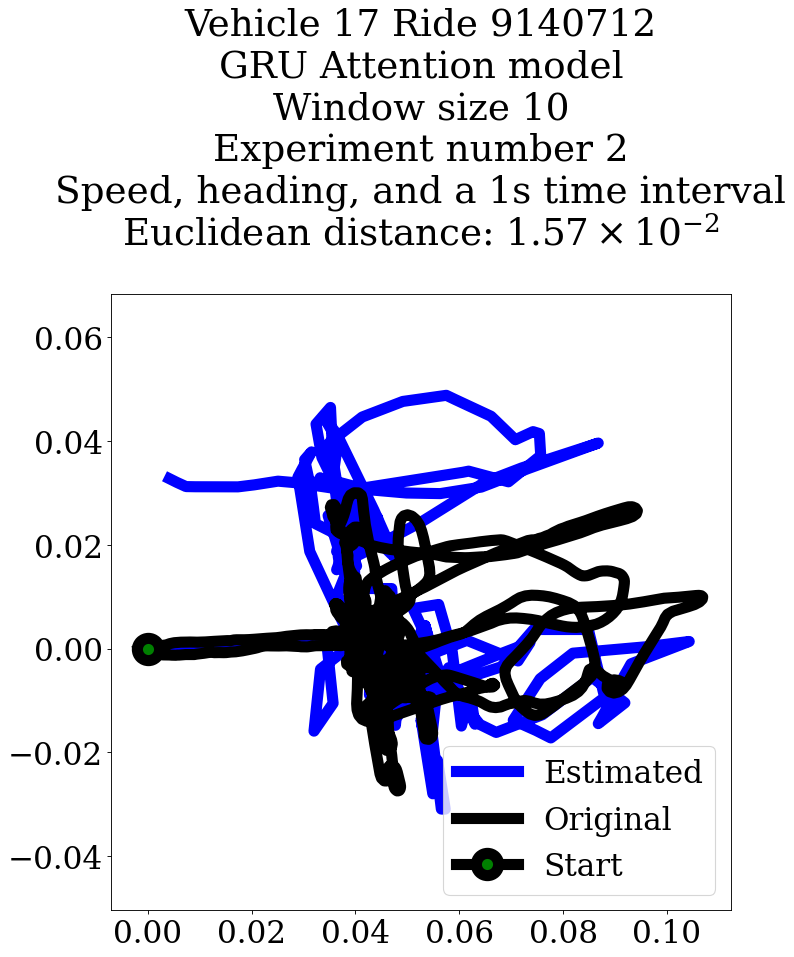 Vehicle 17 Ride 9140712
GRU Attention model
Window size 10
Experiment number 2
Speed, heading, and a 1s time interval
Euclidean distance: 1.57 × 10⁻²
0.06
0.04
0.02
0.00
−0.02
−0.04
Estimated
Original
Start
0.00 0.02 0.04 0.06 0.08 0.10